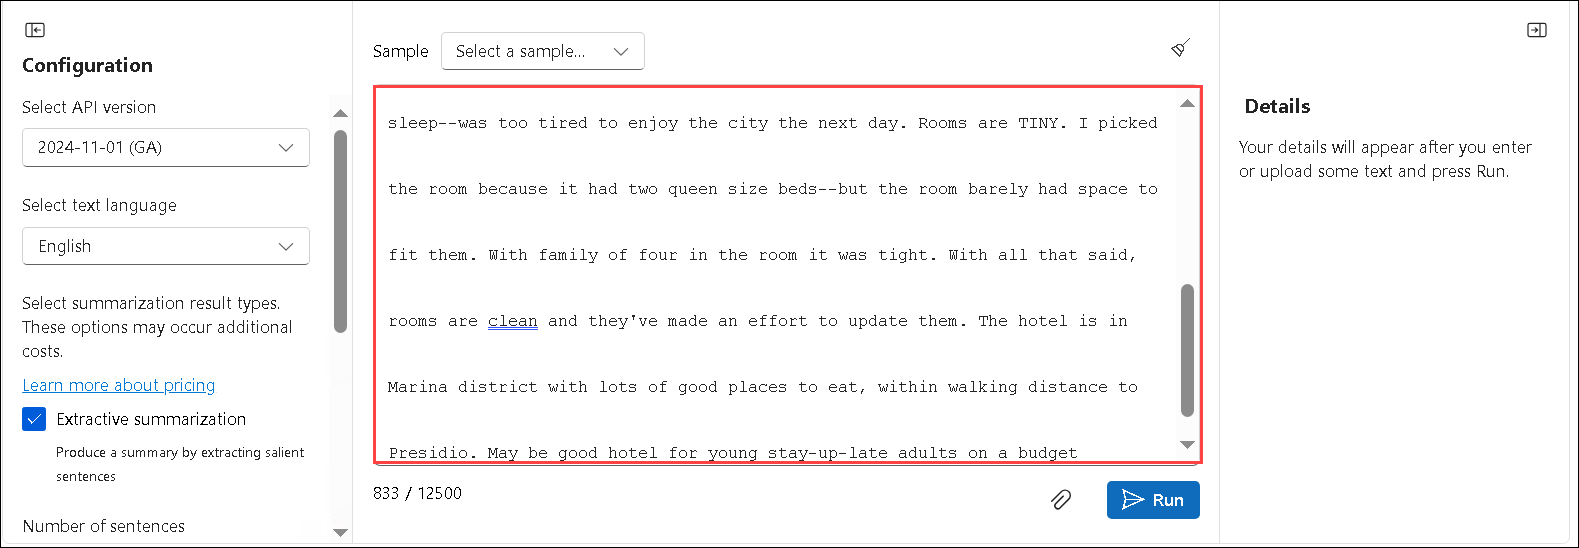 Configuration
Select API version
2024-11-01 (GA)
Select text language
English
Select summarization result types.
These options may occur additional
costs.
Learn more about pricing
Extractive summarization
Produce a summary by extracting salient
sentences
Number of sentences
Sample
Select a sample...
sleep--was too tired to enjoy the city the next day. Rooms are TINY. I picked
the room because it had two queen size beds--but the room barely had space to
fit them. With family of four in the room it was tight. With all that said,
rooms are clean and they've made an effort to update them. The hotel is in
Marina district with lots of good places to eat, within walking distance to
Presidio. May be good hotel for young stay-up-late adults on a budget
833 / 12500
Run
Details
Your details will appear after you enter
or upload some text and press Run.